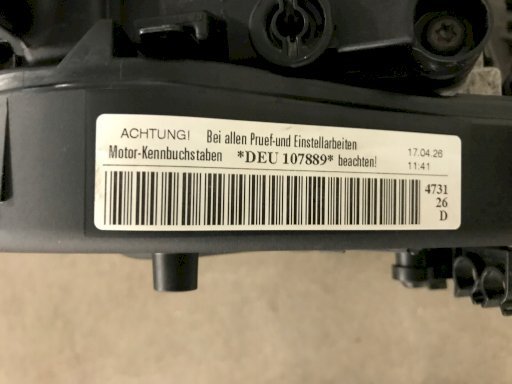 ACHTUNG! Bei allen Pruef-und Einstellarbeiten
Motor-Kennbuchstaben *DEU 107889* beachten!
17.04.26
11:41
4731
26
D